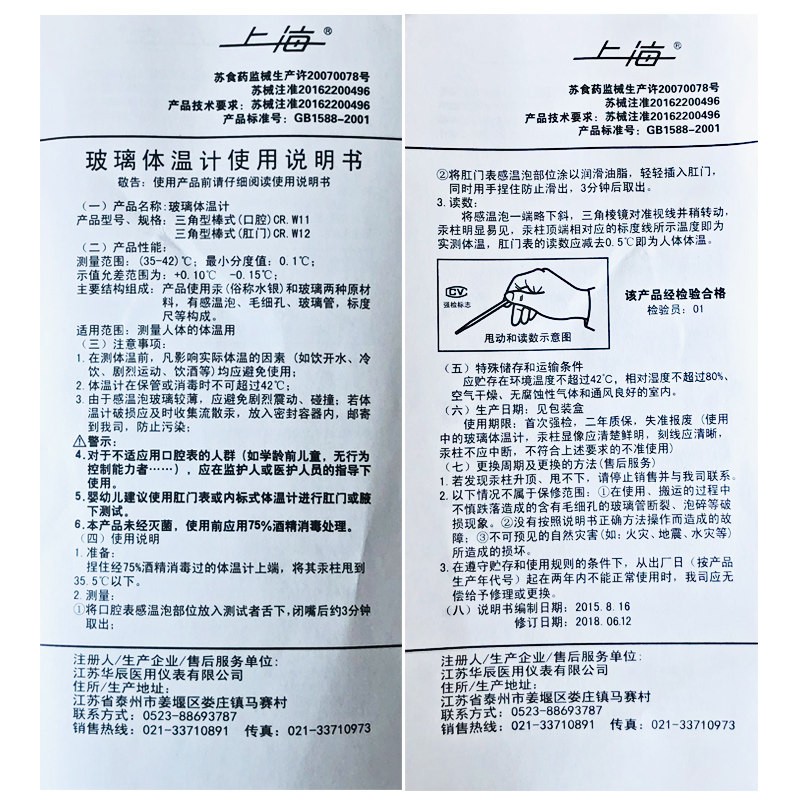 上海®
苏食药监械生产许20070078号
苏械注准20162200496
产品技术要求：苏械注准20162200496
产品标准号：GB1588-2001
玻璃体温计使用说明书
敬告：使用产品前请仔细阅读使用说明书
（一）产品名称:玻璃体温计
产品型号、规格：三角型棒式(口腔)CR.W11
三角型棒式(肛门)CR.W12
（二）产品性能：
测量范围：(35-42)℃；最小分度值：0.1℃；
示值允差范围为：+0.10℃ -0.15℃；
主要结构组成：产品使用汞(俗称水银)和玻璃两种原材
料，有感温泡、毛细孔、玻璃管，标度
尺等构成。
适用范围：测量人体的体温用
（三）注意事项：
1.在测体温前，凡影响实际体温的因素（如饮开水、冷
饮、剧烈运动、饮酒等)均应避免使用；
2.体温计在保管或消毒时不可超过42℃；
3.由于感温泡玻璃较薄，应避免剧烈震动、碰撞；若体
温计破损应及时收集流散汞，放入密封容器内，邮寄
到我司，防止污染；
⚠警示：
4.对于不适应用口腔表的人群（如学龄前儿童，无行为
控制能力者……），应在监护人或医护人员的指导下
使用。
5.婴幼儿建议使用肛门表或内标式体温计进行肛门或腋
下测试。
6.本产品未经灭菌，使用前应用75%酒精消毒处理。
（四）使用说明
1.准备：
捏住经75%酒精消毒过的体温计上端，将其汞柱甩到
35.5℃以下。
2.测量：
①将口腔表感温泡部位放入测试者舌下，闭嘴后约3分钟
取出；
注册人/生产企业/售后服务单位：
江苏华辰医用仪表有限公司
住所/生产地址：
江苏省泰州市姜堰区娄庄镇马赛村
联系方式：0523-88693787
销售热线：021-33710891 传真：021-33710973
上海®
苏食药监械生产许20070078号
苏械注准20162200496
产品技术要求：苏械注准20162200496
产品标准号：GB1588-2001
②将肛门表感温泡部位涂以润滑油脂，轻轻插入肛门，
同时用手捏住防止滑出，3分钟后取出。
3.读数：
将感温泡一端略下斜，三角棱镜对准视线并稍转动，
汞柱明显易见，汞柱顶端相对应的标度线所示温度即为
实测体温，肛门表的读数应减去0.5℃即为人体体温。
CV
强检标志
甩动和读数示意图
该产品经检验合格
检验员：01
（五）特殊储存和运输条件
应贮存在环境温度不超过42℃，相对湿度不超过80%、
空气干燥、无腐蚀性气体和通风良好的室内。
（六）生产日期：见包装盒
使用期限：首次强检，二年质保，失准报废（使用
中的玻璃体温计，汞柱显像应清楚鲜明，刻线应清晰，
汞柱不应中断，不符合上述要求的不准使用）
（七）更换周期及更换的方法(售后服务)
1.若发现汞柱升顶、甩不下，请停止销售并与我司联系。
2.以下情况不属于保修范围：①在使用、搬运的过程中
不慎跌落造成的含有毛细孔的玻璃管断裂、泡碎等破
损现象。②没有按照说明书正确方法操作而造成的故
障；③不可预见的自然灾害(如：火灾、地震、水灾等)
所造成的损坏。
3.在遵守贮存和使用规则的条件下，从出厂日（按产品
生产年代号）起在两年内不能正常使用时，我司应无
偿给予修理或更换。
（八）说明书编制日期：2015.8.16
修订日期：2018.06.12
注册人/生产企业/售后服务单位：
江苏华辰医用仪表有限公司
住所/生产地址：
江苏省泰州市姜堰区娄庄镇马赛村
联系方式：0523-88693787
销售热线：021-33710891 传真：021-33710973